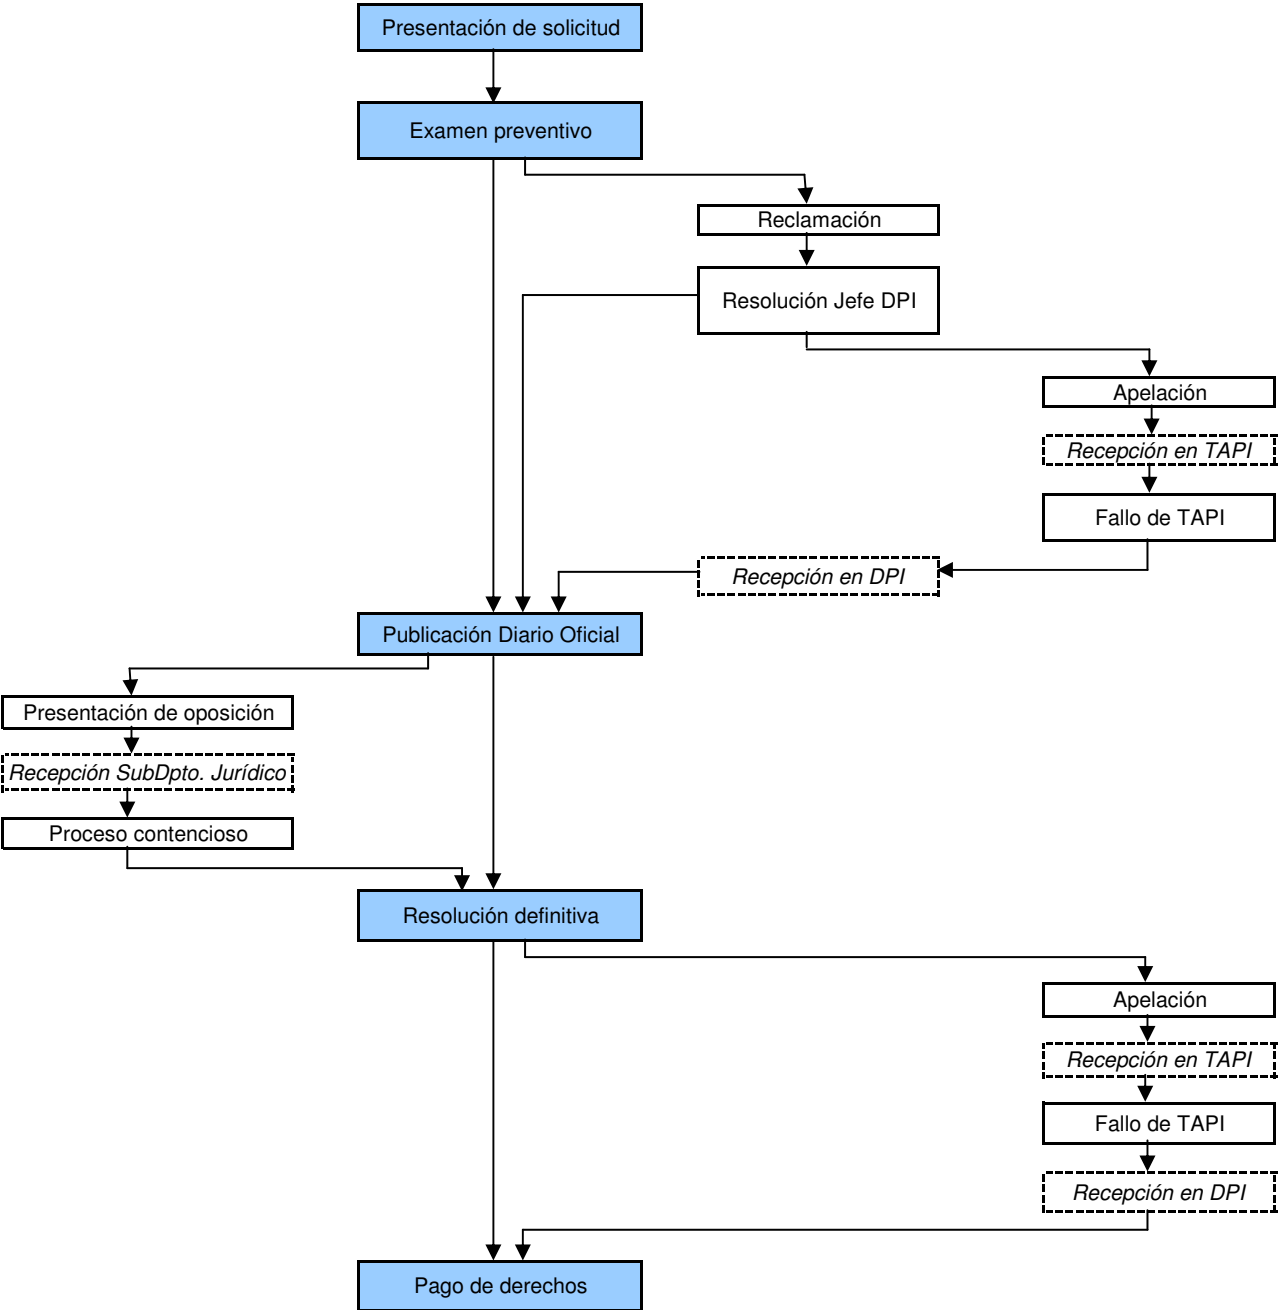 Presentación de solicitud
Examen preventivo
Reclamación
Resolución Jefe DPI
Apelación
Recepción en TAPI
Fallo de TAPI
Recepción en DPI
Publicación Diario Oficial
Presentación de oposición
Recepción SubDpto. Jurídico
Proceso contencioso
Resolución definitiva
Apelación
Recepción en TAPI
Fallo de TAPI
Recepción en DPI
Pago de derechos